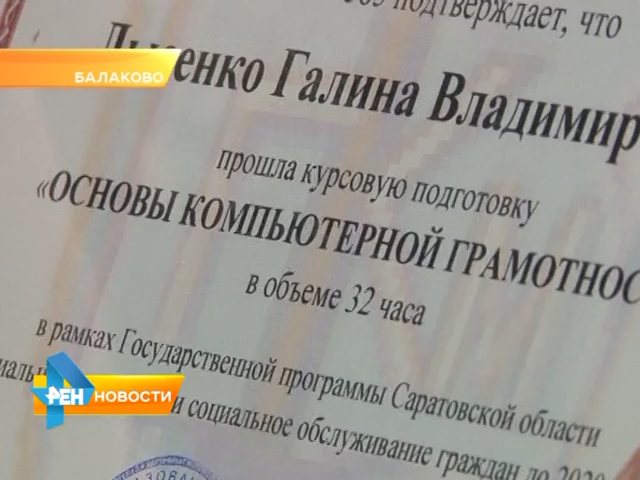 подтверждает, что
БАЛАКОВО
Галина Владимир
прошла курсовую подготовку
«ОСНОВЫ КОМПЬЮТЕРНОЙ ГРАМОТНОС
в объеме 32 часа
в рамках Государственной программы Саратовской области
РЕН НОВОСТИ
и социальное обслуживание граждан до 2020